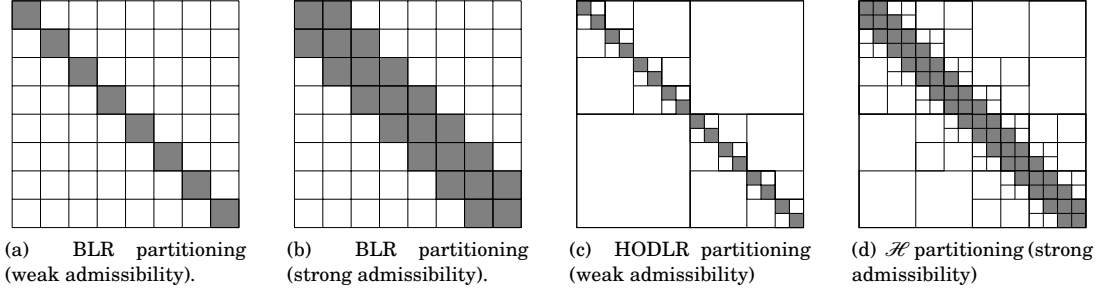 (a) BLR partitioning
(weak admissibility).
(b) BLR partitioning
(strong admissibility).
(c) HODLR partitioning
(weak admissibility)
(d) ℋ partitioning (strong
admissibility)